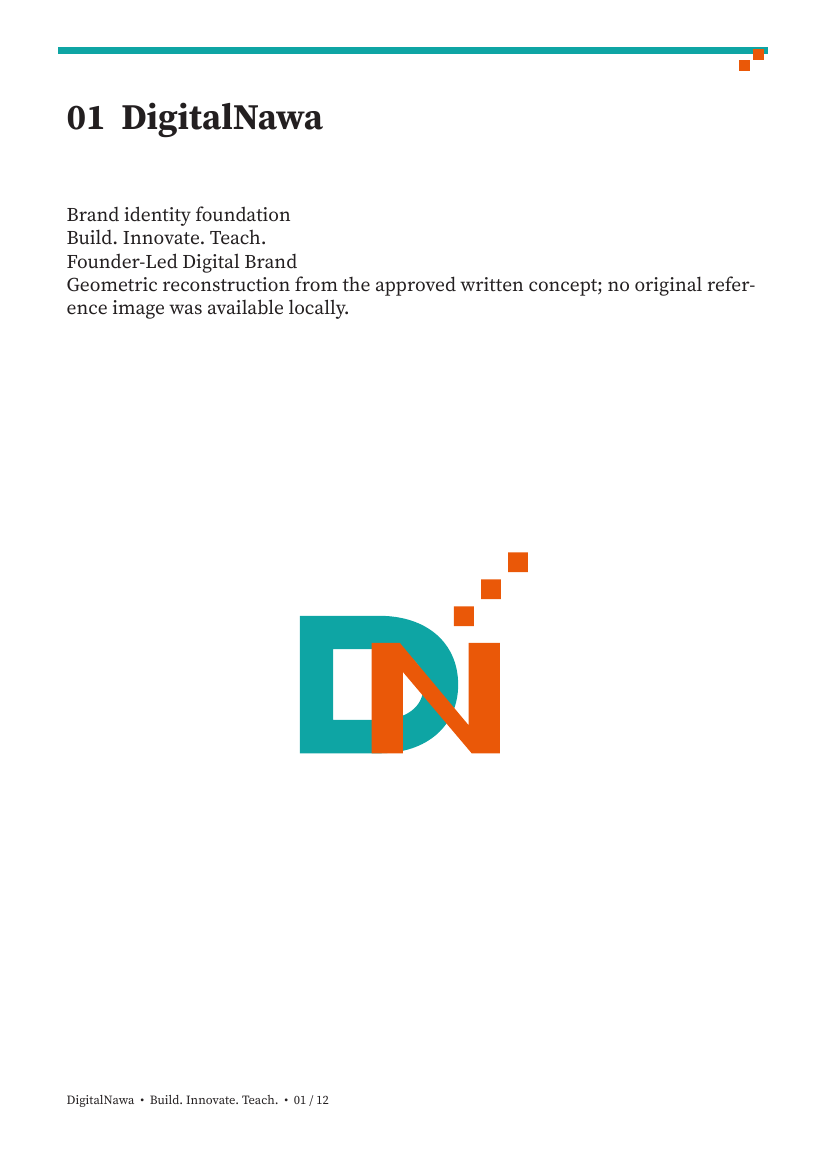 01 DigitalNawa
Brand identity foundation
Build. Innovate. Teach.
Founder-Led Digital Brand
Geometric reconstruction from the approved written concept; no original refer-
ence image was available locally.
DN
DigitalNawa • Build. Innovate. Teach. • 01 / 12